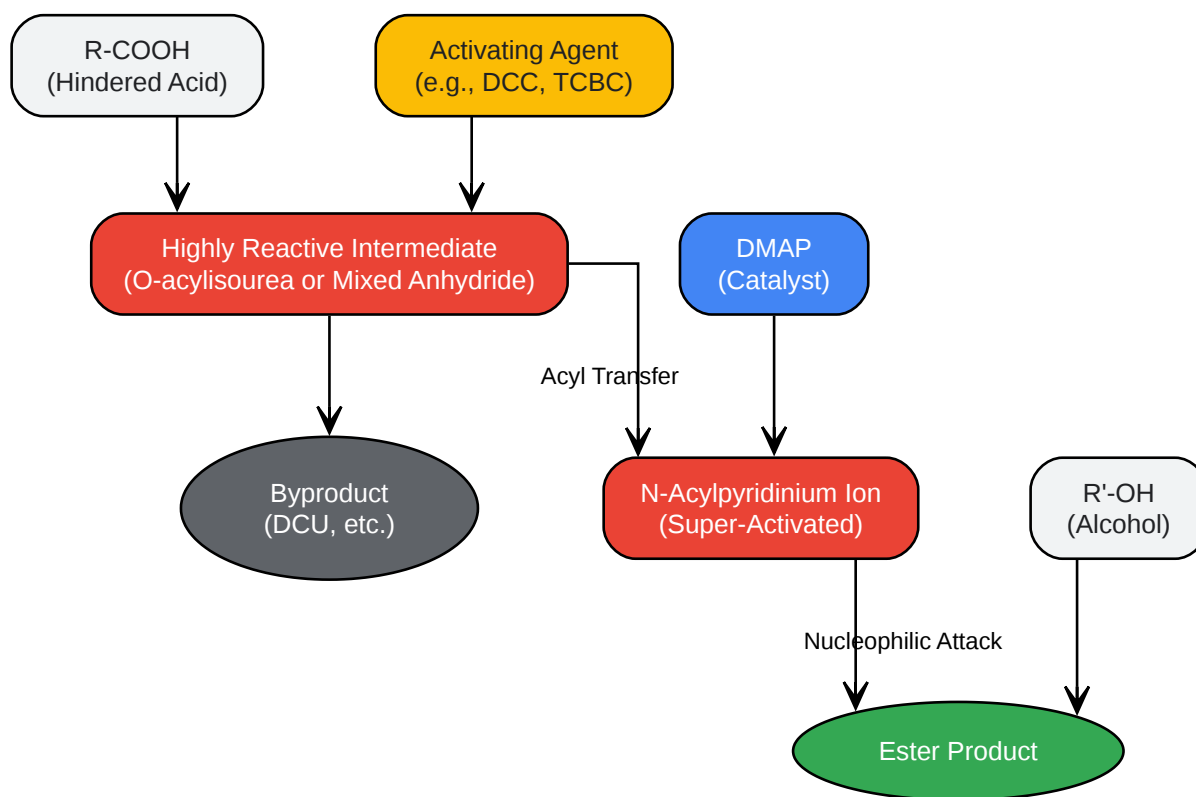 R-COOH
(Hindered Acid)
Activating Agent
(e.g., DCC, TCBC)
Highly Reactive Intermediate
(O-acylisourea or Mixed Anhydride)
DMAP
(Catalyst)
Acyl Transfer
Byproduct
(DCU, etc.)
N-Acylpyridinium Ion
(Super-Activated)
R'-OH
(Alcohol)
Nucleophilic Attack
Ester Product